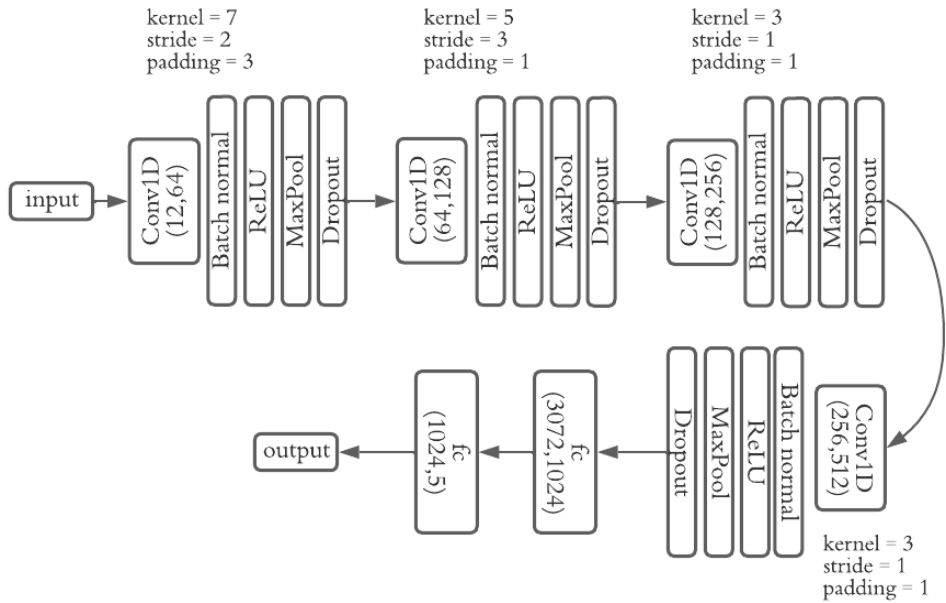 kernel = 7
stride = 2
padding = 3
kernel = 5
stride = 3
padding = 1
kernel = 3
stride = 1
padding = 1
input
Conv1D
(12,64)
Batch normal
ReLU
MaxPool
Dropout
Conv1D
(64,128)
Batch normal
ReLU
MaxPool
Dropout
Conv1D
(128,256)
Batch normal
ReLU
MaxPool
Dropout
Conv1D
(256,512)
Batch normal
ReLU
MaxPool
Dropout
fc
(3072,1024)
fc
(1024,5)
output
kernel = 3
stride = 1
padding = 1